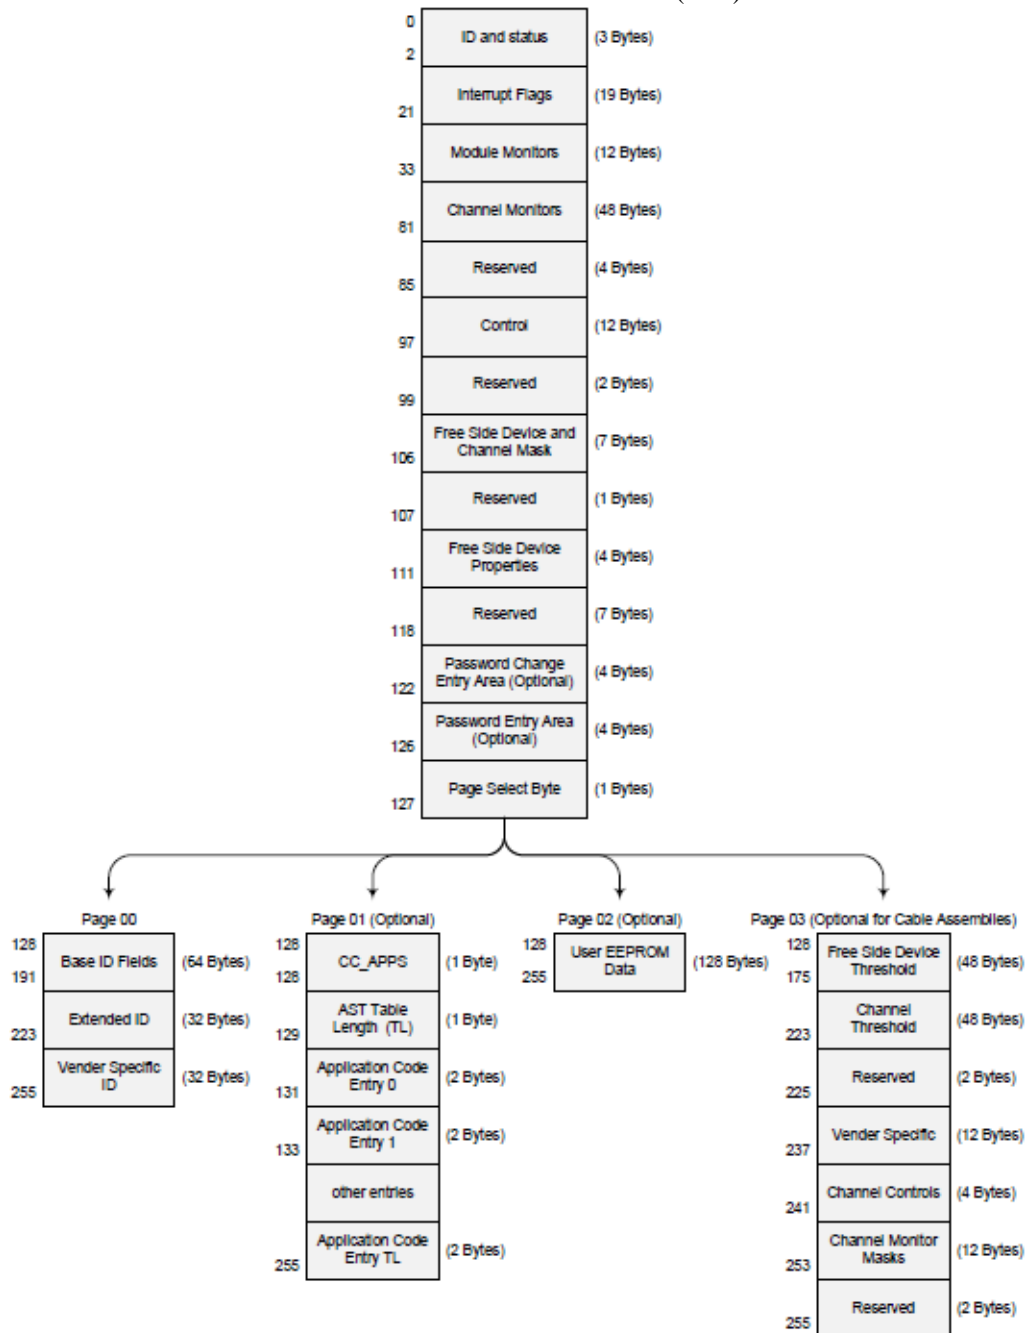 0
ID and status (3 Bytes)
2
Interrupt Flags (19 Bytes)
21
Module Monitors (12 Bytes)
33
Channel Monitors (48 Bytes)
81
Reserved (4 Bytes)
85
Control (12 Bytes)
97
Reserved (2 Bytes)
99
Free Side Device and
Channel Mask
(7 Bytes)
106
Reserved (1 Bytes)
107
Free Side Device
Properties
(4 Bytes)
111
Reserved (7 Bytes)
118
Password Change
Entry Area (Optional)
(4 Bytes)
122
Password Entry Area
(Optional)
(4 Bytes)
126
Page Select Byte (1 Bytes)
127
Page 00
128
Base ID Fields (64 Bytes)
191
Extended ID (32 Bytes)
223
Vender Specific
ID
(32 Bytes)
255
Page 01 (Optional)
128
CC_APPS (1 Byte)
128
AST Table
Length (TL)
(1 Byte)
129
Application Code
Entry 0
(2 Bytes)
131
Application Code
Entry 1
(2 Bytes)
133
other entries
Application Code
Entry TL
(2 Bytes)
255
Page 02 (Optional)
128
User EEPROM
Data
(128 Bytes)
255
Page 03 (Optional for Cable Assemblies)
128
Free Side Device
Threshold
(48 Bytes)
175
Channel
Threshold
(48 Bytes)
223
Reserved (2 Bytes)
225
Vender Specific (12 Bytes)
237
Channel Controls (4 Bytes)
241
Channel Monitor
Masks
(12 Bytes)
253
Reserved (2 Bytes)
255